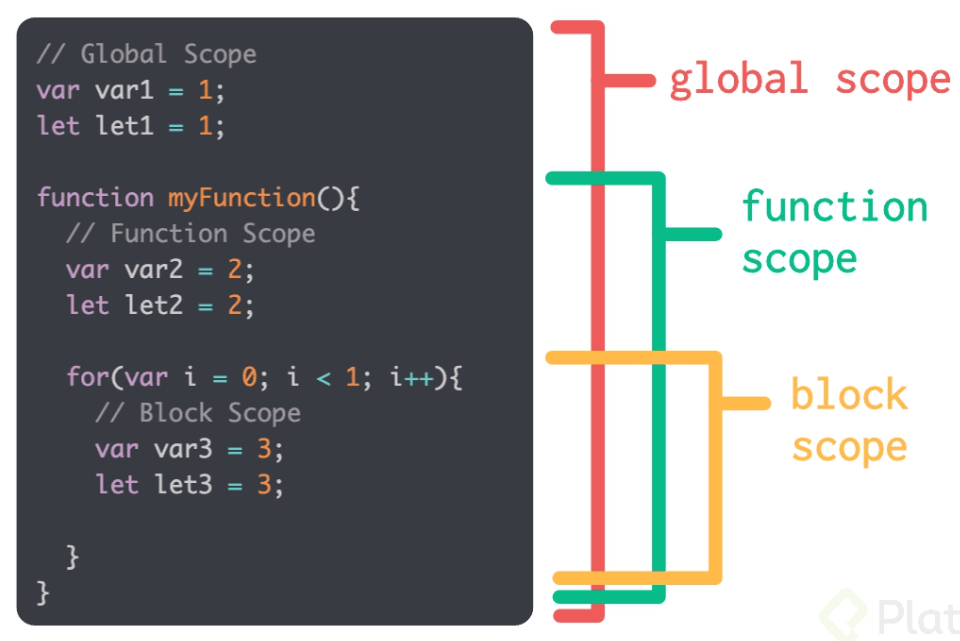 // Global Scope
var var1 = 1;
let let1 = 1;
function myFunction(){
// Function Scope
var var2 = 2;
let let2 = 2;
for(var i = 0; i < 1; i++){
// Block Scope
var var3 = 3;
let let3 = 3;
}
}
global scope
function
scope
block
scope
Plat